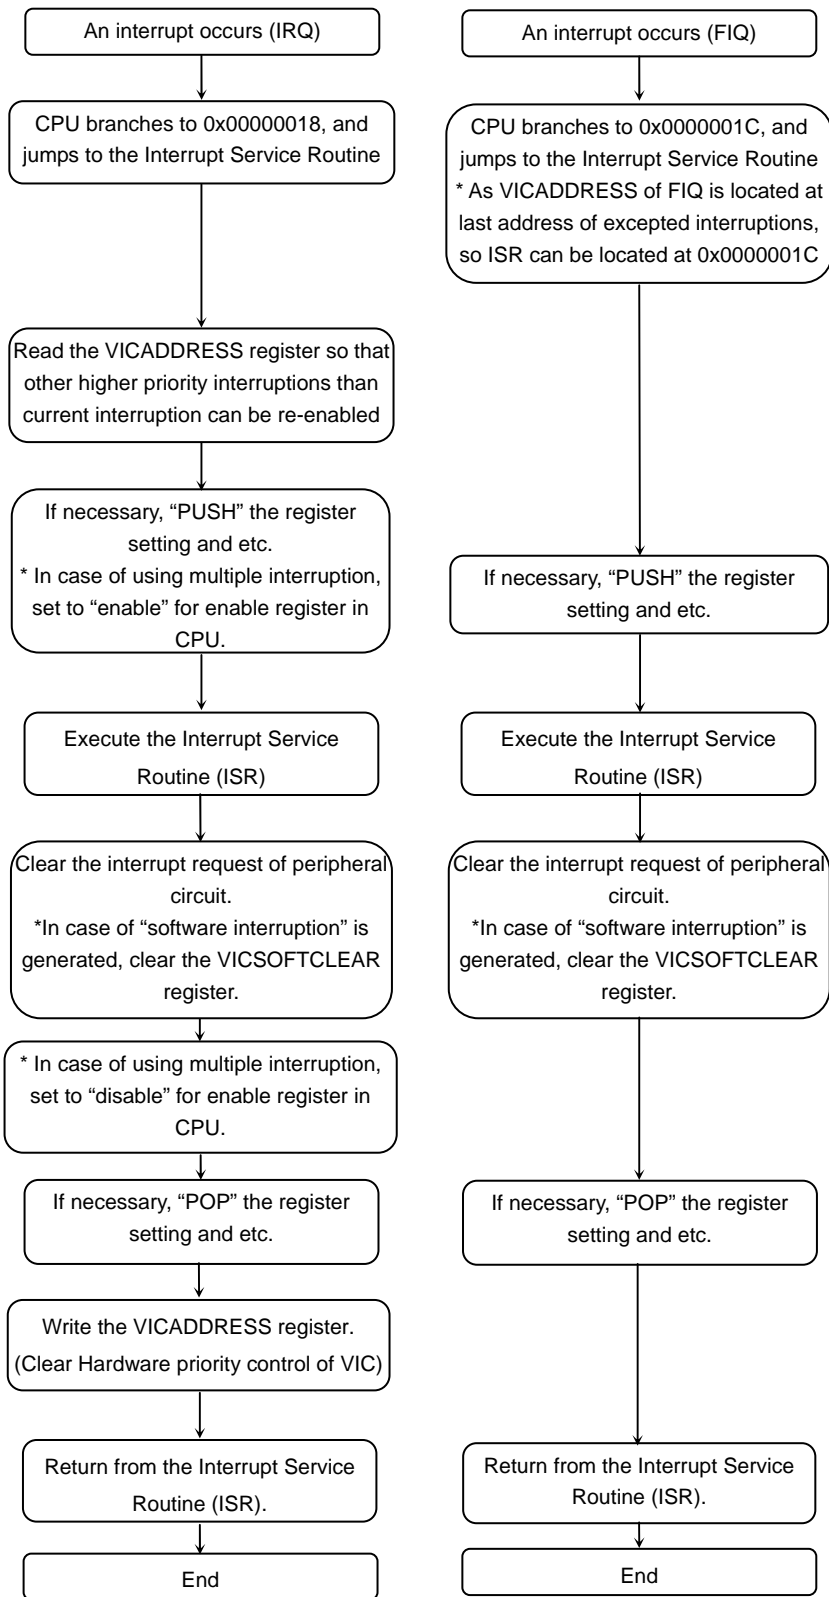 An interrupt occurs (IRQ)
CPU branches to 0x00000018, and
jumps to the Interrupt Service Routine
Read the VICADDRESS register so that
other higher priority interruptions than
current interruption can be re-enabled
If necessary, “PUSH” the register
setting and etc.
* In case of using multiple interruption,
set to “enable” for enable register in
CPU.
Execute the Interrupt Service
Routine (ISR)
Clear the interrupt request of peripheral
circuit.
*In case of “software interruption” is
generated, clear the VICSOFTCLEAR
register.
* In case of using multiple interruption,
set to “disable” for enable register in
CPU.
If necessary, “POP” the register
setting and etc.
Write the VICADDRESS register.
(Clear Hardware priority control of VIC)
Return from the Interrupt Service
Routine (ISR).
End
An interrupt occurs (FIQ)
CPU branches to 0x0000001C, and
jumps to the Interrupt Service Routine
* As VICADDRESS of FIQ is located at
last address of excepted interruptions,
so ISR can be located at 0x0000001C
If necessary, “PUSH” the register
setting and etc.
Execute the Interrupt Service
Routine (ISR)
Clear the interrupt request of peripheral
circuit.
*In case of “software interruption” is
generated, clear the VICSOFTCLEAR
register.
If necessary, “POP” the register
setting and etc.
Return from the Interrupt Service
Routine (ISR).
End